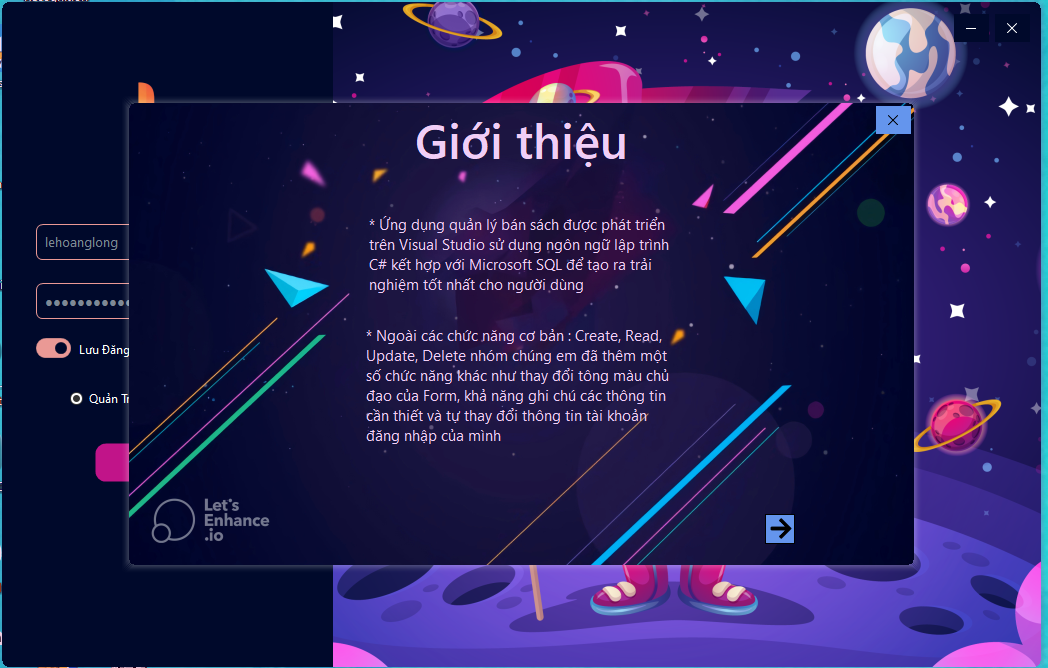 Giới thiệu
* Ứng dụng quản lý bán sách được phát triển
trên Visual Studio sử dụng ngôn ngữ lập trình
C# kết hợp với Microsoft SQL để tạo ra trải
nghiệm tốt nhất cho người dùng
lehoanglong
* Ngoài các chức năng cơ bản : Create, Read,
Update, Delete nhóm chúng em đã thêm một
số chức năng khác như thay đổi tông màu chủ
đạo của Form, khả năng ghi chú các thông tin
cần thiết và tự thay đổi thông tin tài khoản
đăng nhập của mình
Lưu Đăng
Quản Tr
Let's
Enhance
.io